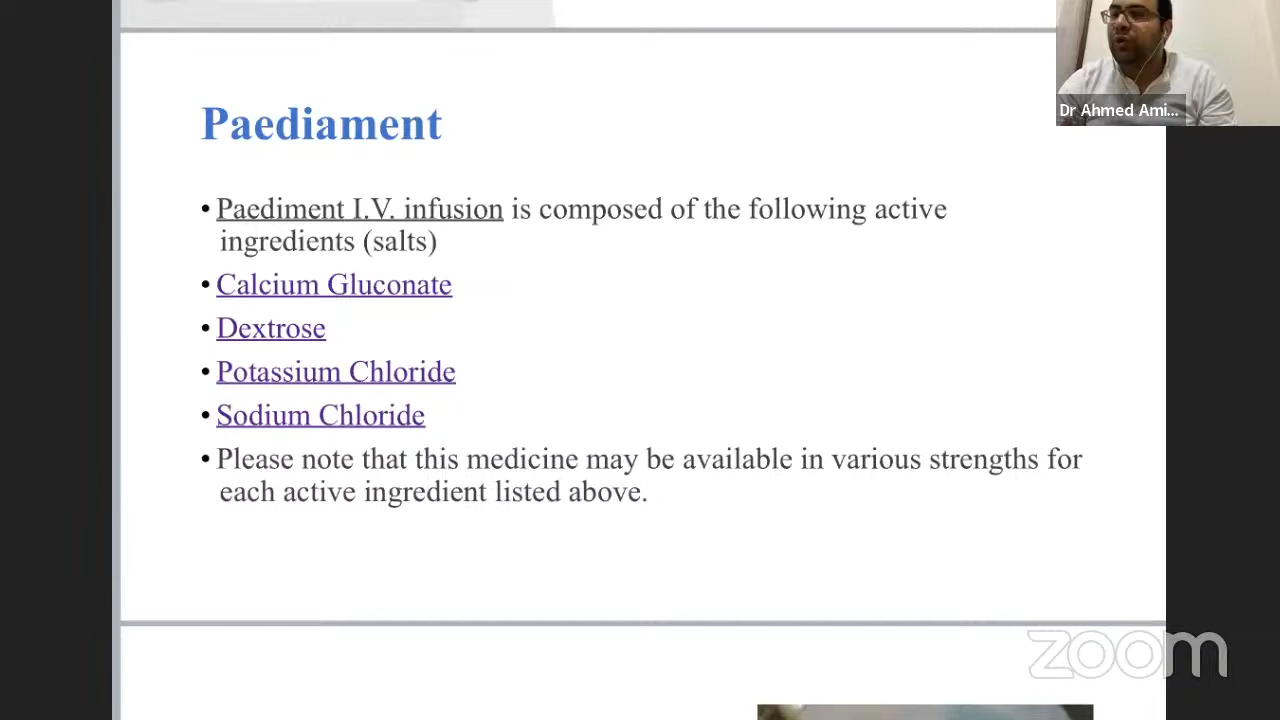 Dr Ahmed Ami...
Paediament
• Paediment I.V. infusion is composed of the following active
ingredients (salts)
• Calcium Gluconate
• Dextrose
• Potassium Chloride
• Sodium Chloride
• Please note that this medicine may be available in various strengths for
each active ingredient listed above.
zoom